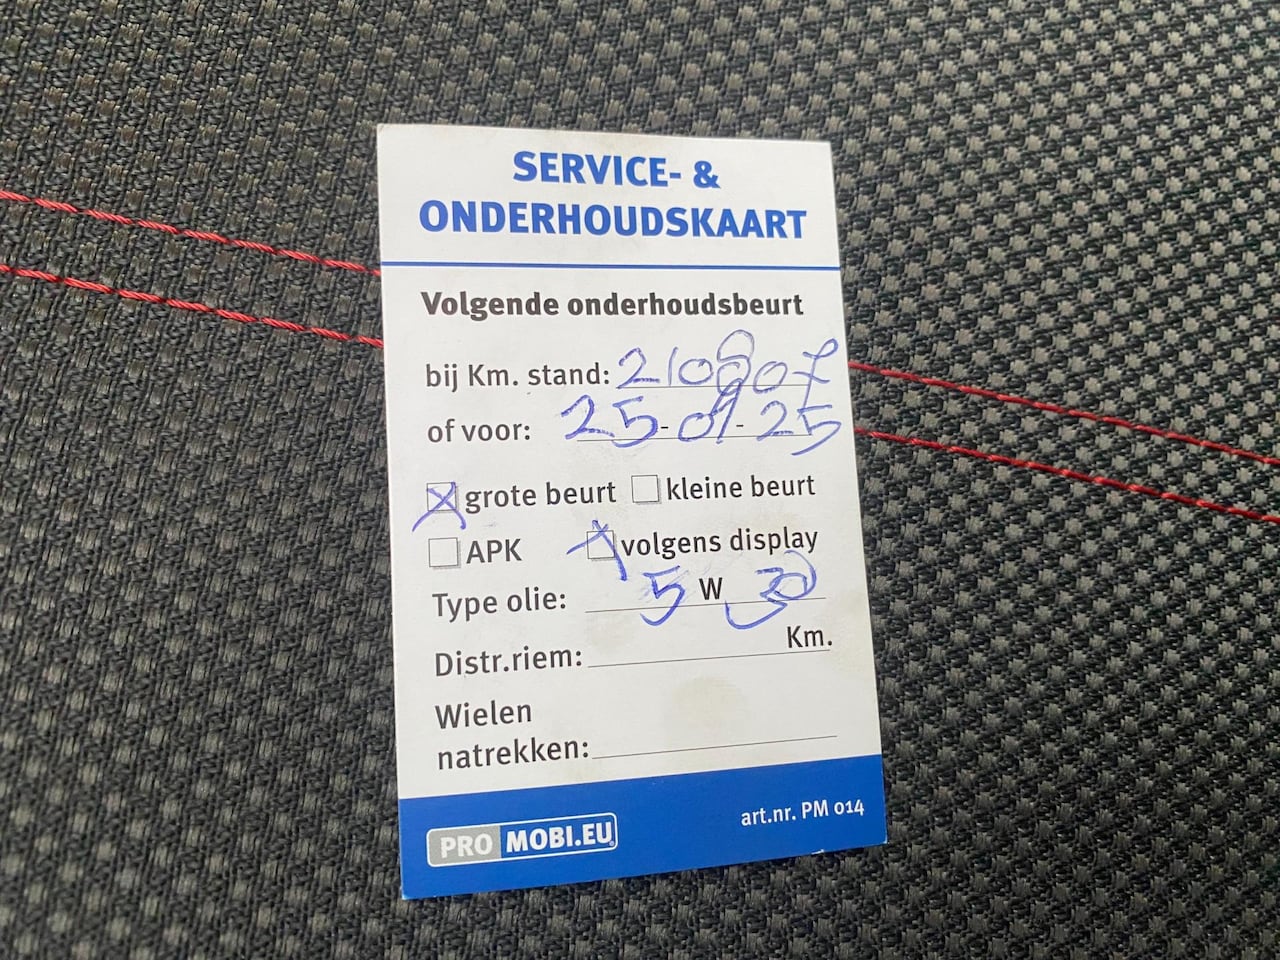 SERVICE- &
ONDERHOUDSKAART
Volgende onderhoudsbeurt
bij Km. stand: 210807
of voor: 25-09-25
grote beurt kleine beurt
APK volgens display
Type olie: 5 W 30
Distr.riem: Km.
Wielen
natrekken:
PRO MOBI.EU
art.nr. PM 014